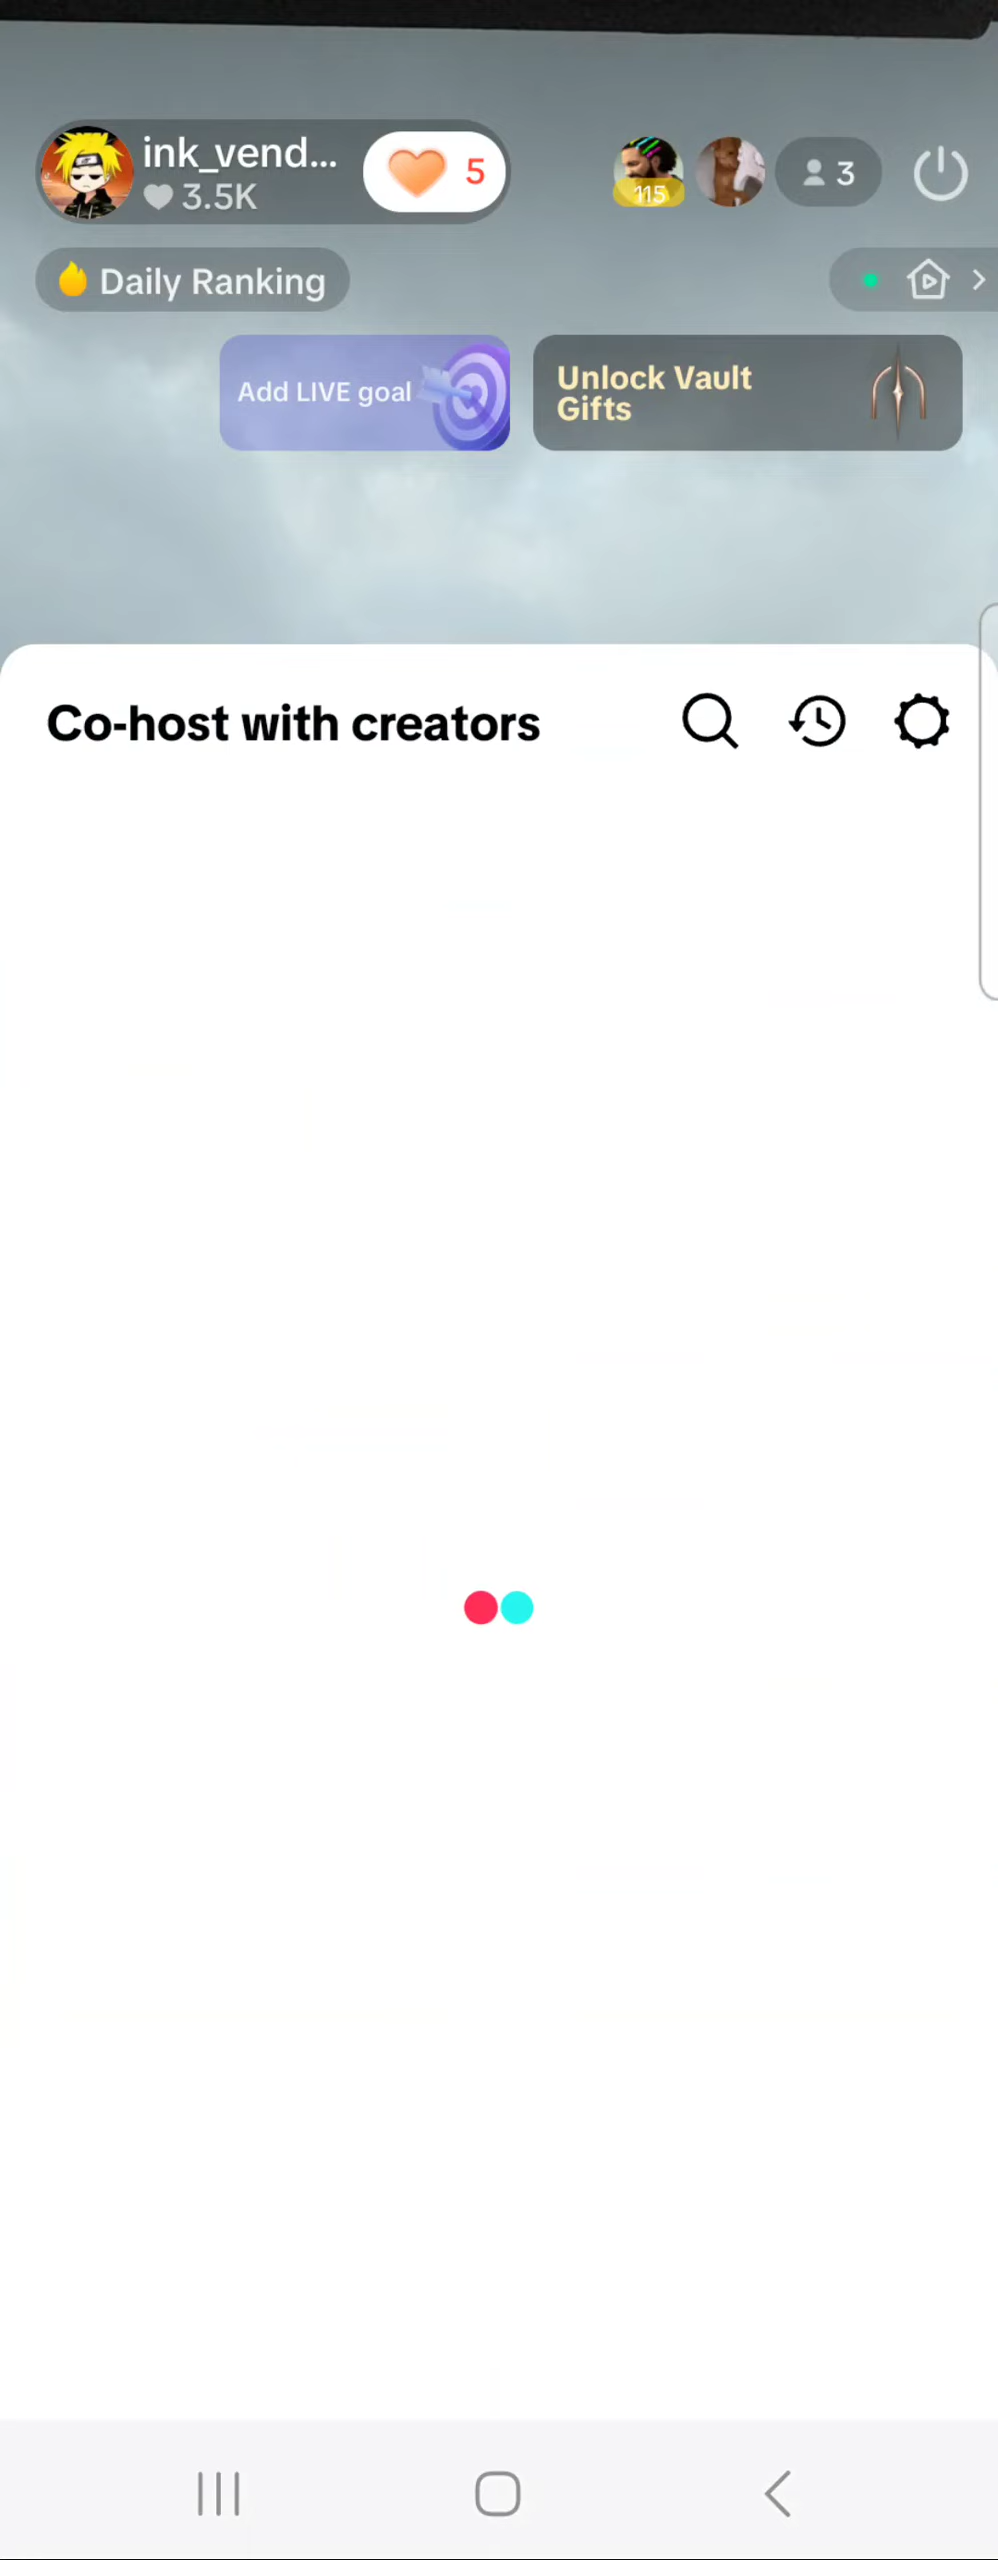 ink_vend...
5
3.5K
115
3
Daily Ranking
Add LIVE goal
Unlock Vault
Gifts
Co-host with creators